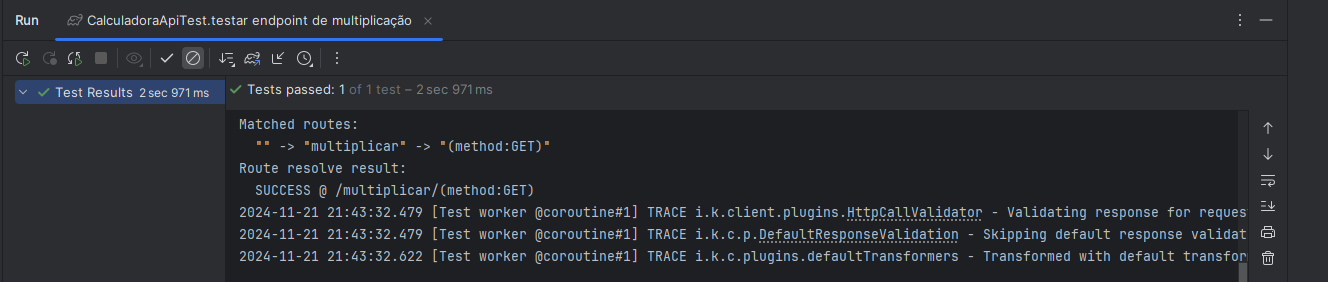 Run CalculadoraApiTest.testar endpoint de multiplicação
Test Results 2 sec 971 ms
Tests passed: 1 of 1 test – 2 sec 971 ms
Matched routes:
"" -> "multiplicar" -> "(method:GET)"
Route resolve result:
SUCCESS @ /multiplicar/(method:GET)
2024-11-21 21:43:32.479 [Test worker @coroutine#1] TRACE i.k.client.plugins.HttpCallValidator - Validating response for reques
2024-11-21 21:43:32.479 [Test worker @coroutine#1] TRACE i.k.c.p.DefaultResponseValidation - Skipping default response validat
2024-11-21 21:43:32.622 [Test worker @coroutine#1] TRACE i.k.c.plugins.defaultTransformers - Transformed with default transfor